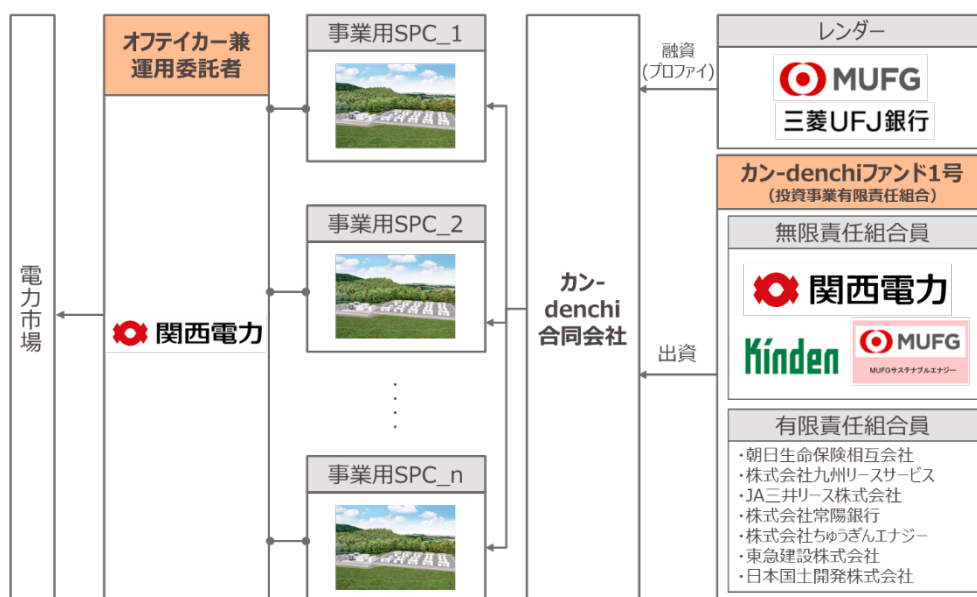 電力市場
オフテイカー兼
運用委託者
関西電力
事業用SPC_1
事業用SPC_2
事業用SPC_n
カン-
denchi
合同会社
融資
(プロファイ)
出資
レンダー
MUFG
三菱UFJ銀行
カン-denchiファンド1号
(投資事業有限責任組合)
無限責任組合員
関西電力
Kinden
MUFG
MUFGサステナブルエナジー
有限責任組合員
・朝日生命保険相互会社
・株式会社九州リースサービス
・JA三井リース株式会社
・株式会社常陽銀行
・株式会社ちゅうぎんエナジー
・東急建設株式会社
・日本国土開発株式会社